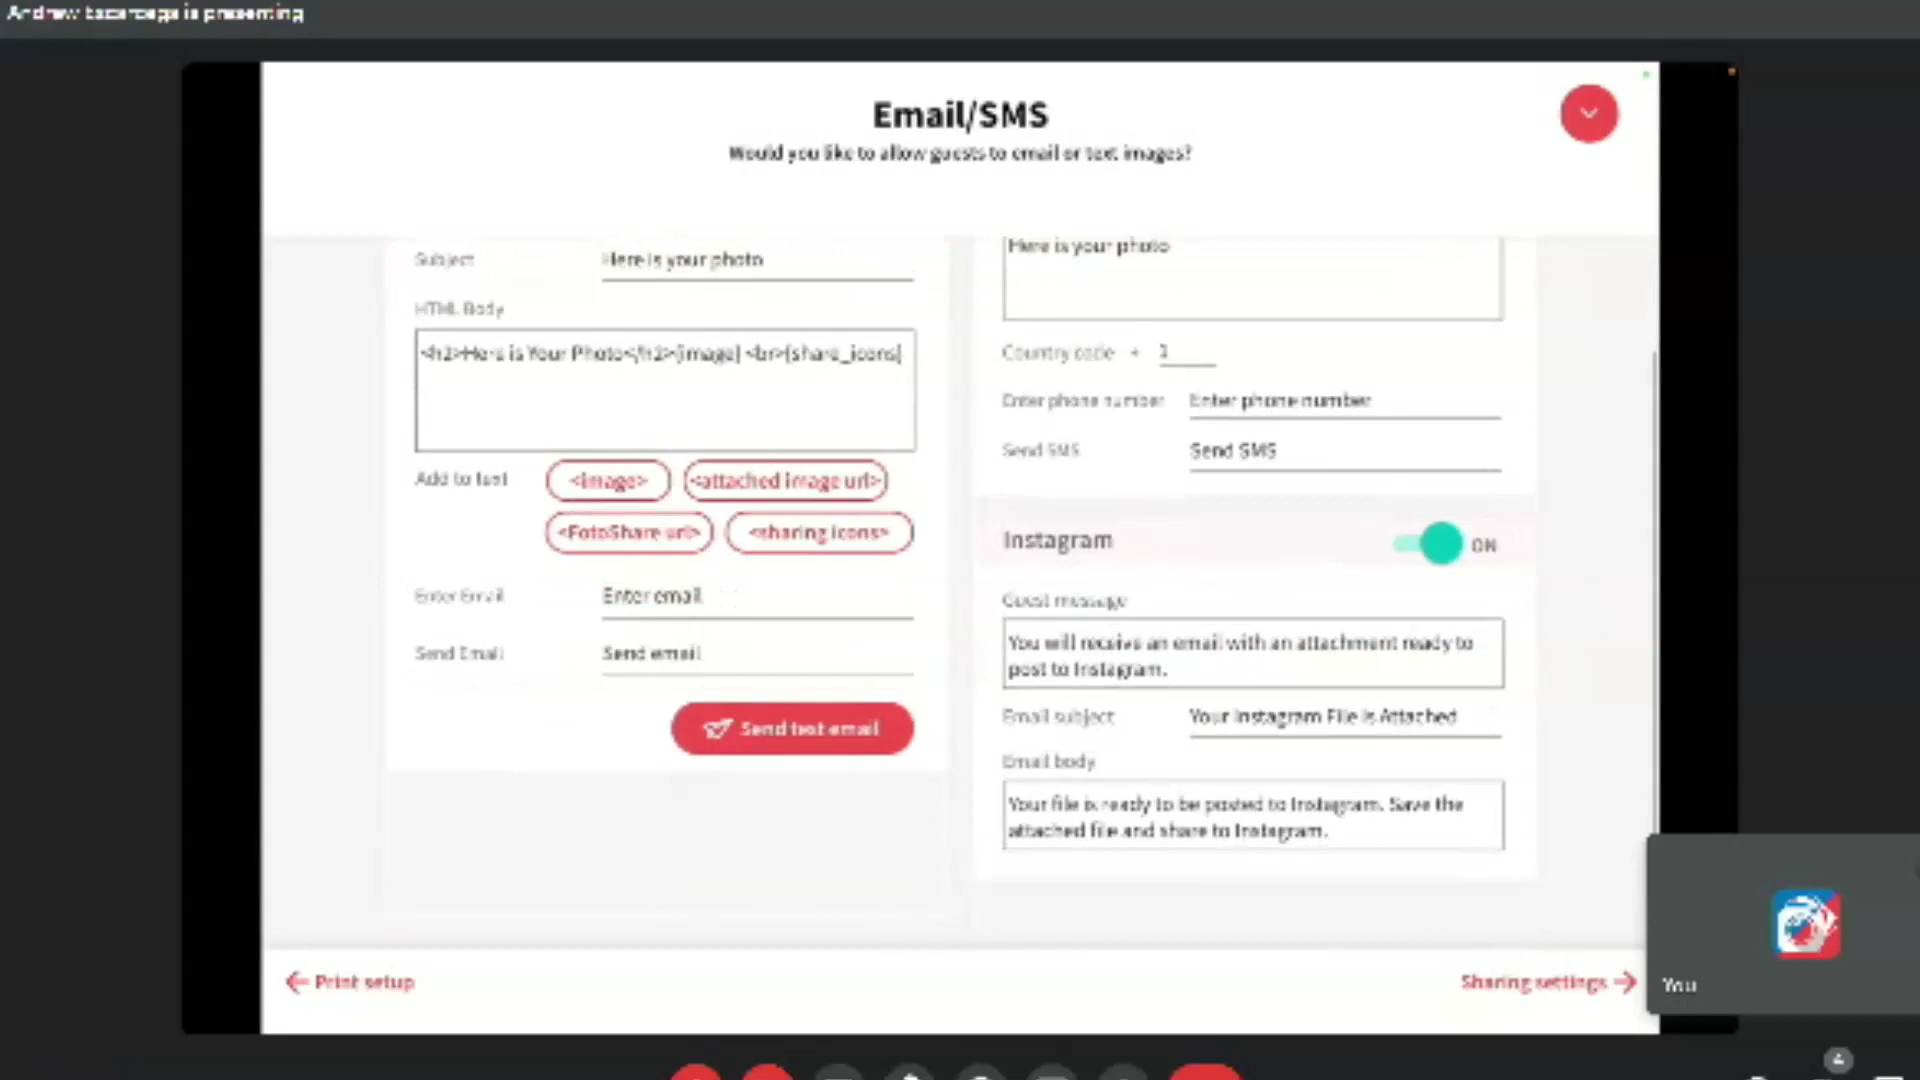 Andrew is presenting
Email/SMS
Would you like to allow guests to email or text images?
Subject
Here is your photo
HTML Body
<h2>Here is Your Photo</h2>{image} <br>{share_icons}
Add to text
<image>
<attached image url>
<FotoShare url>
<sharing icons>
Enter Email
Enter email
Send Email
Send email
Send test email
Here is your photo
Country code + 1
Enter phone number
Enter phone number
Send SMS
Send SMS
Instagram
ON
Guest message
You will receive an email with an attachment ready to
post to Instagram.
Email subject
Your Instagram File is Attached
Email body
Your file is ready to be posted to Instagram. Save the
attached file and share to Instagram.
Print setup
Sharing settings
You
4